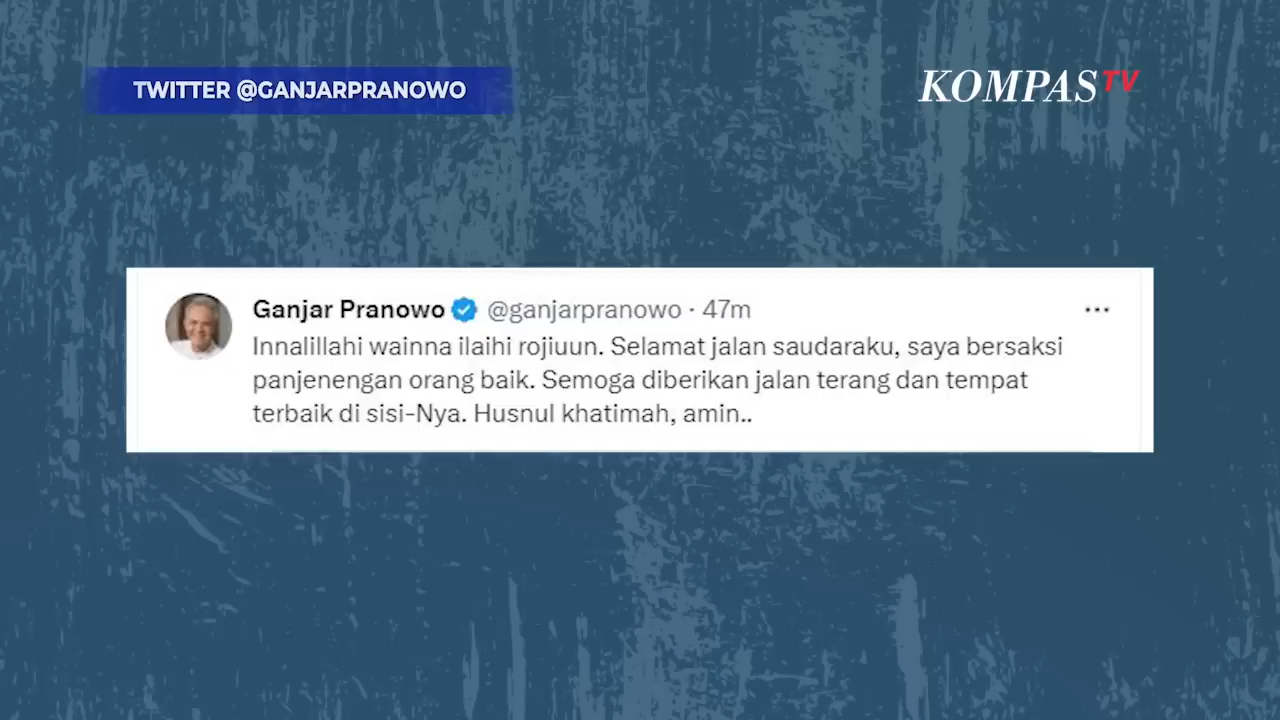 TWITTER @GANJARPRANOWO
KOMPAS TV
Ganjar Pranowo @ganjarpranowo · 47m
Innalillahi wainna ilaihi rojiuun. Selamat jalan saudaraku, saya bersaksi
panjenengan orang baik. Semoga diberikan jalan terang dan tempat
terbaik di sisi-Nya. Husnul khatimah, amin..